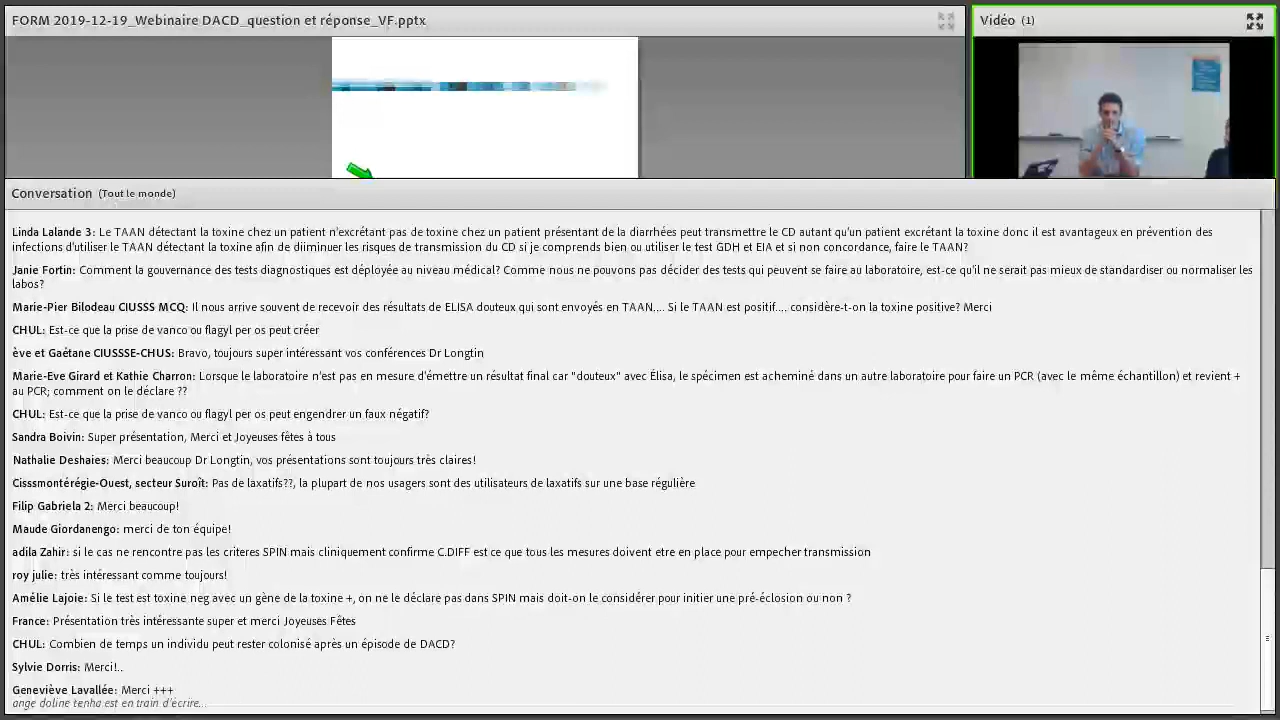 FORM 2019-12-19_Webinaire DACD_question et réponse_VF.pptx
Vidéo (1)
Conversation (Tout le monde)
Linda Lalande 3: Le TAAN détectant la toxine chez un patient n'excrétant pas de toxine chez un patient présentant de la diarrhées peut transmettre le CD autant qu'un patient excrétant la toxine donc il est avantageux en prévention des
infections d'utiliser le TAAN détectant la toxine afin de diiminuer les risques de transmission du CD si je comprends bien ou utiliser le test GDH et EIA et si non concordance, faire le TAAN?
Janie Fortin: Comment la gouvernance des tests diagnostiques est déployée au niveau médical? Comme nous ne pouvons pas décider des tests qui peuvent se faire au laboratoire, est-ce qu'il ne serait pas mieux de standardiser ou normaliser les
labos?
Marie-Pier Bilodeau CIUSSS MCQ: Il nous arrive souvent de recevoir des résultats de ELISA douteux qui sont envoyés en TAAN.... Si le TAAN est positif.... considère-t-on la toxine positive? Merci
CHUL: Est-ce que la prise de vanco ou flagyl per os peut créer
ève et Gaétane CIUSSSE-CHUS: Bravo, toujours super intéressant vos conférences Dr Longtin
Marie-Eve Girard et Kathie Charron: Lorsque le laboratoire n'est pas en mesure d'émettre un résultat final car "douteux" avec Élisa, le spécimen est acheminé dans un autre laboratoire pour faire un PCR (avec le même échantillon) et revient +
au PCR; comment on le déclare ??
CHUL: Est-ce que la prise de vanco ou flagyl per os peut engendrer un faux négatif?
Sandra Boivin: Super présentation, Merci et Joyeuses fêtes à tous
Nathalie Deshaies: Merci beaucoup Dr Longtin, vos présentations sont toujours très claires!
Cisssmontérégie-Ouest, secteur Suroît: Pas de laxatifs??, la plupart de nos usagers sont des utilisateurs de laxatifs sur une base régulière
Filip Gabriela 2: Merci beaucoup!
Maude Giordanengo: merci de ton équipe!
adila Zahir: si le cas ne rencontre pas les criteres SPIN mais cliniquement confirme C.DIFF est ce que tous les mesures doivent etre en place pour empecher transmission
roy julie: très intéressant comme toujours!
Amélie Lajoie: Si le test est toxine neg avec un gène de la toxine +, on ne le déclare pas dans SPIN mais doit-on le considérer pour initier une pré-éclosion ou non ?
France: Présentation très intéressante super et merci Joyeuses Fêtes
CHUL: Combien de temps un individu peut rester colonisé après un épisode de DACD?
Sylvie Dorris: Merci!..
Geneviève Lavallée: Merci +++
ange doline tenha est en train d'écrire...